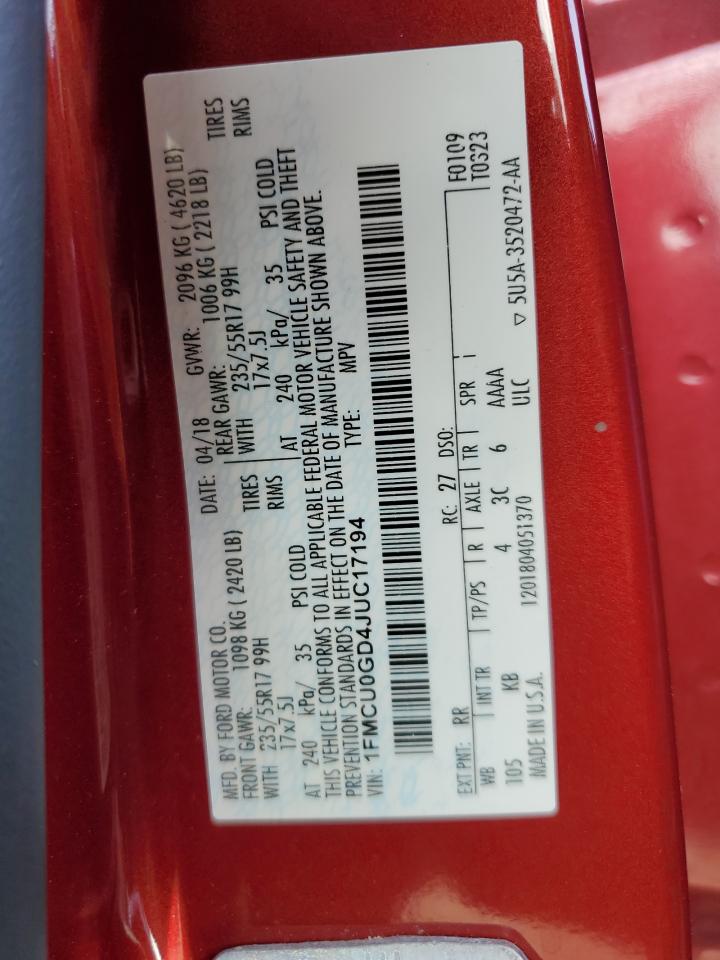 MFD. BY FORD MOTOR CO.
DATE: 04/18 GVWR: 2096 KG ( 4620 LB)
FRONT GAWR: 1098 KG ( 2420 LB) REAR GAWR: 1006 KG ( 2218 LB)
WITH 235/55R17 99H TIRES WITH 235/55R17 99H TIRES
17x7.5J RIMS 17x7.5J RIMS
AT 240 kPa/ 35 PSI COLD AT 240 kPa/ 35 PSI COLD
THIS VEHICLE CONFORMS TO ALL APPLICABLE FEDERAL MOTOR VEHICLE SAFETY AND THEFT
PREVENTION STANDARDS IN EFFECT ON THE DATE OF MANUFACTURE SHOWN ABOVE.
VIN: 1FMCU0GD4JUC17194 TYPE: MPV
F0109
T0323
EXT PNT: RR RC: 27 DSO:
WB INT TR TP/PS R AXLE TR SPR
105 KB 4 3C 6 AAAA
MADE IN U.S.A. 1201804051370 ULC ▽ 5U5A-3520472-AA